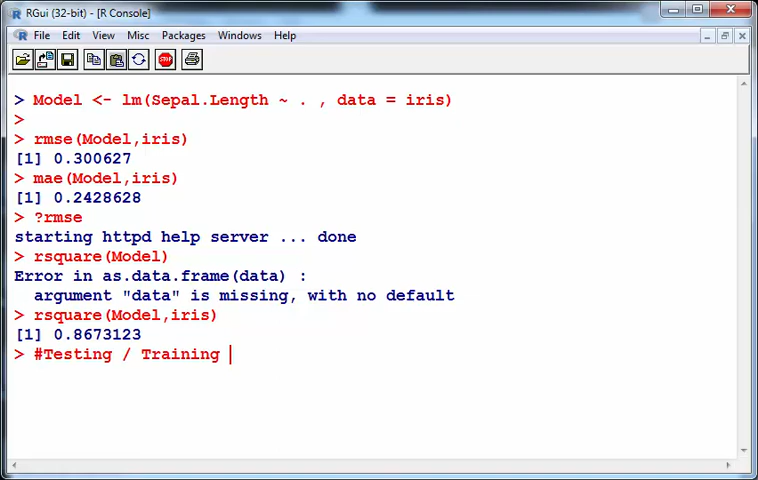 RGui (32-bit) - [R Console]
File Edit View Misc Packages Windows Help
STOP
> Model <- lm(Sepal.Length ~ . , data = iris)
>
> rmse(Model,iris)
[1] 0.300627
> mae(Model,iris)
[1] 0.2428628
> ?rmse
starting httpd help server ... done
> rsquare(Model)
Error in as.data.frame(data) :
  argument "data" is missing, with no default
> rsquare(Model,iris)
[1] 0.8673123
> #Testing / Training